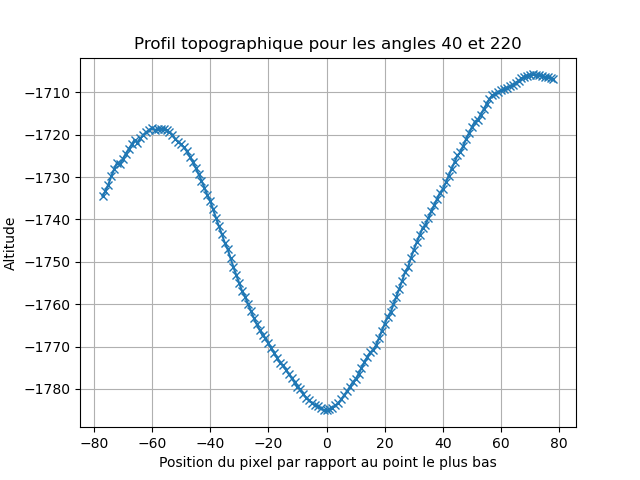 Profil topographique pour les angles 40 et 220
−1710
−1720
−1730
−1740
−1750
−1760
−1770
−1780
Altitude
−80 −60 −40 −20 0 20 40 60 80
Position du pixel par rapport au point le plus bas